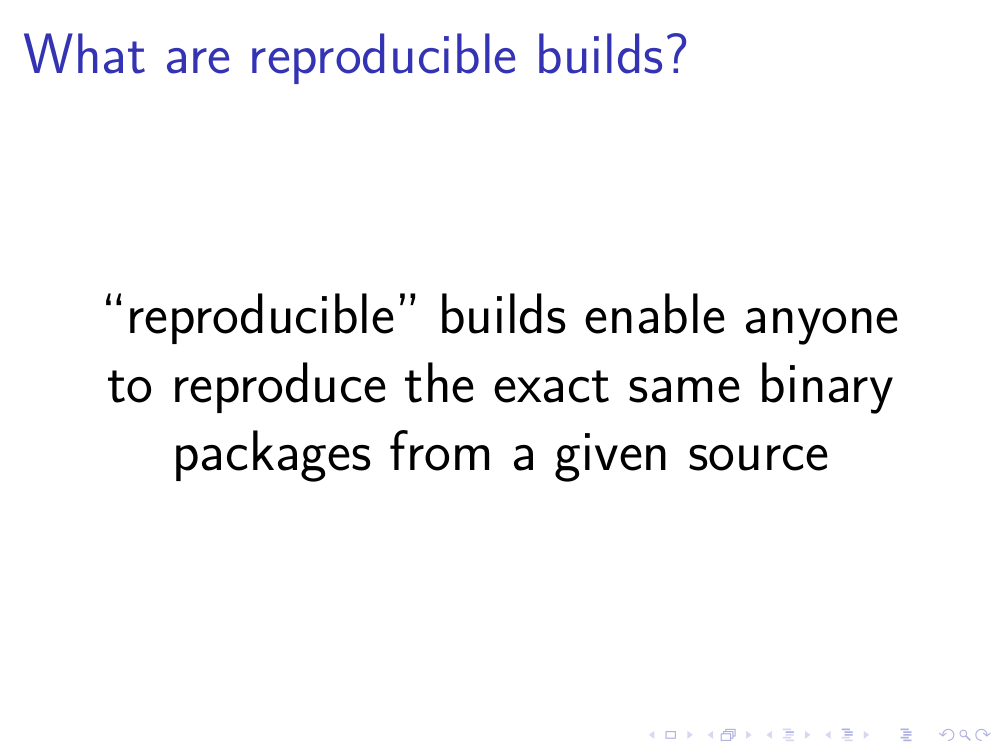 What are reproducible builds?
“reproducible” builds enable anyone
to reproduce the exact same binary
packages from a given source